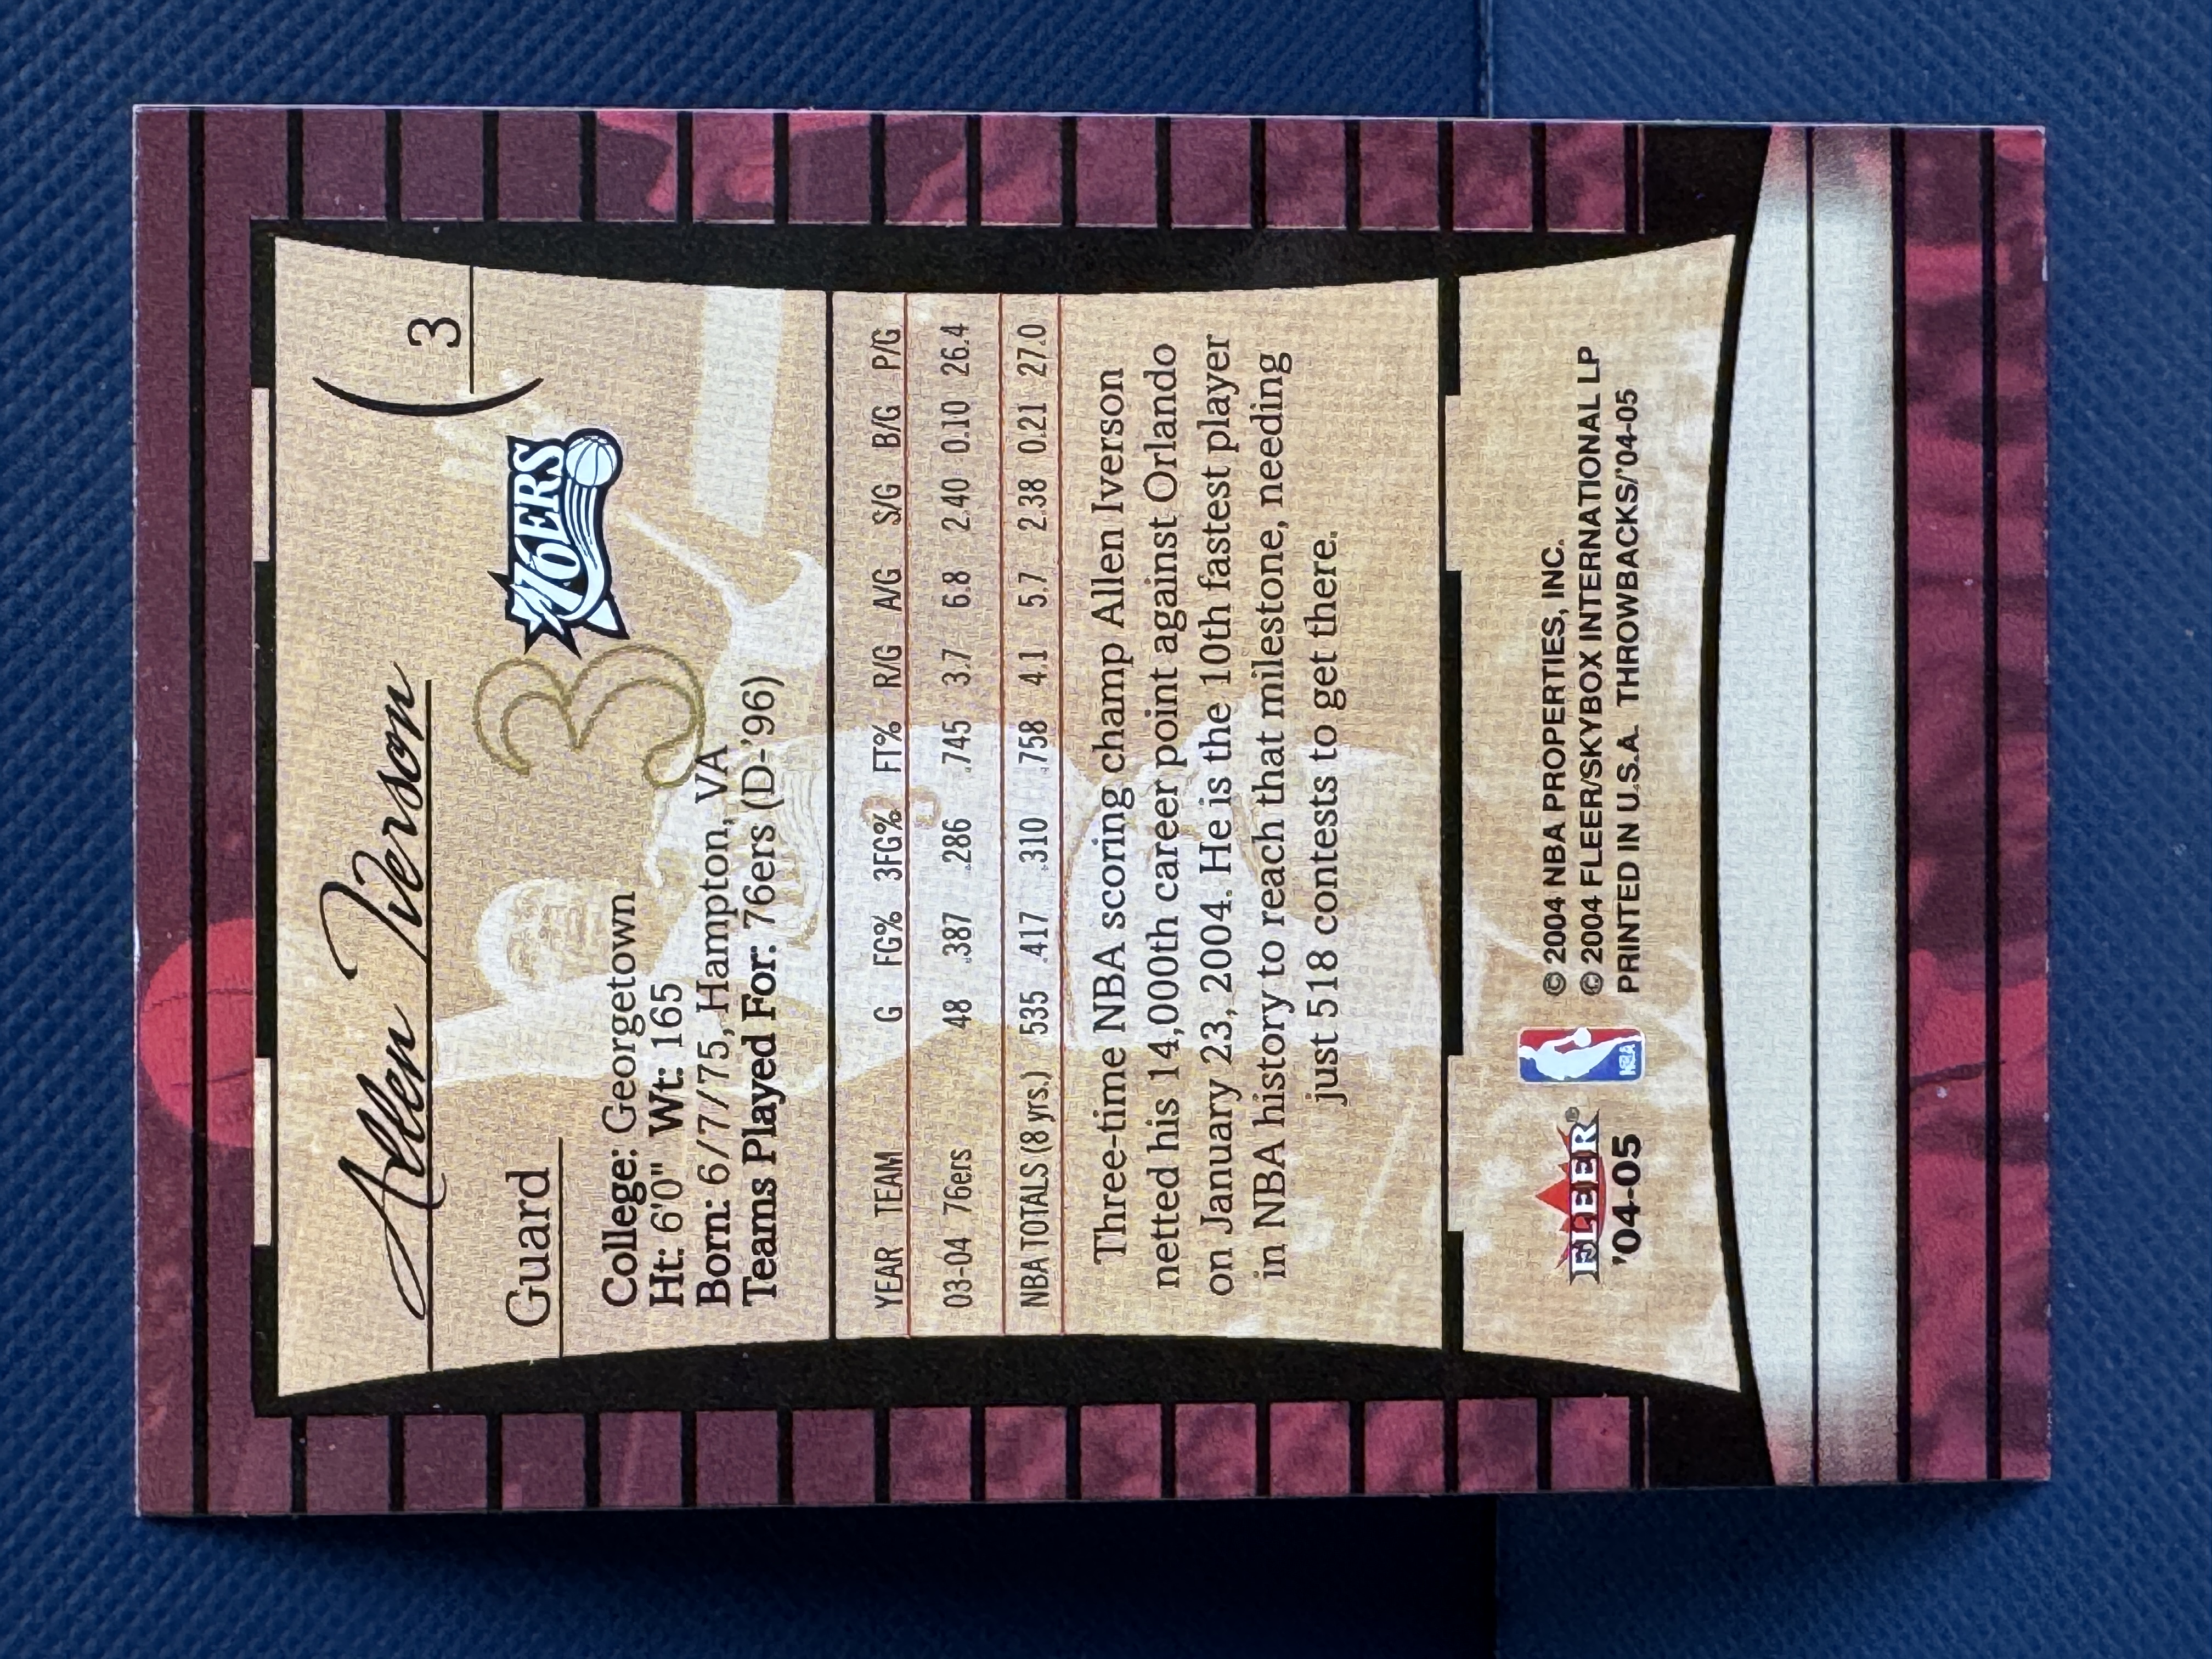 Allen Iverson
( 3
Guard
3
76ERS
College: Georgetown
Ht: 6'0" Wt: 165
Born: 6/7/75, Hampton, VA
Teams Played For: 76ers (D-'96)
YEAR TEAM G FG% 3FG% FT% R/G A/G S/G B/G P/G
03-04 76ers 48 .387 .286 .745 3.7 6.8 2.40 0.10 26.4
NBA TOTALS (8 yrs.) 535 .417 .310 .758 4.1 5.7 2.38 0.21 27.0
Three-time NBA scoring champ Allen Iverson
netted his 14,000th career point against Orlando
on January 23, 2004. He is the 10th fastest player
in NBA history to reach that milestone, needing
just 518 contests to get there.
FLEER®
'04-05
NBA
© 2004 NBA PROPERTIES, INC.
© 2004 FLEER/SKYBOX INTERNATIONAL LP
PRINTED IN U.S.A. THROWBACKS/'04-05